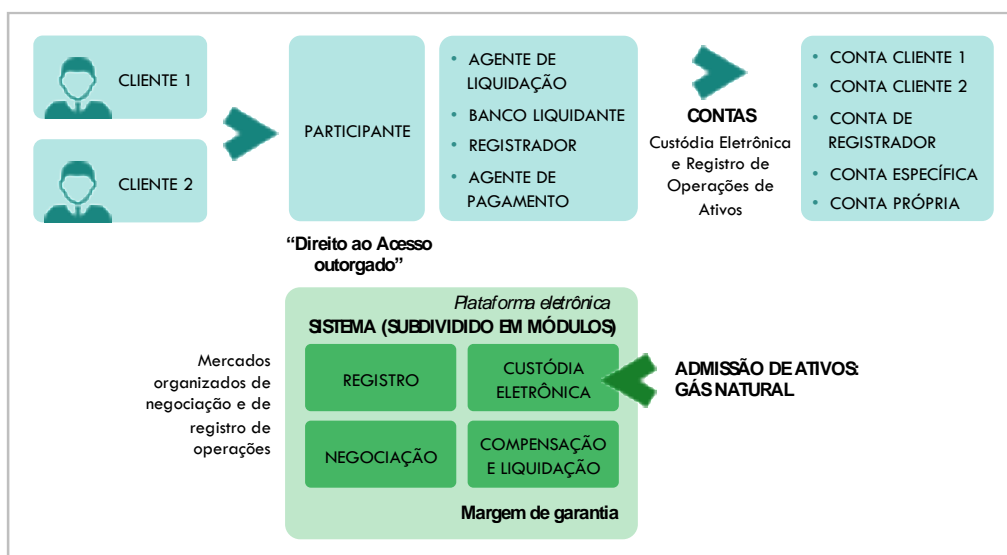 CLIENTE 1
CLIENTE 2
PARTICIPANTE
“Direito ao Acesso
outorgado”
• AGENTE DE
LIQUIDAÇÃO
• BANCO LIQUIDANTE
• REGISTRADOR
• AGENTE DE
PAGAMENTO
CONTAS
Custódia Eletrônica
e Registro de
Operações de
Ativos
• CONTA CLIENTE 1
• CONTA CLIENTE 2
• CONTA DE
REGISTRADOR
• CONTA ESPECÍFICA
• CONTA PRÓPRIA
Mercados
organizados de
negociação e de
registro de
operações
Plataforma eletrônica
SISTEMA (SUBDIVIDIDO EM MÓDULOS)
REGISTRO
CUSTÓDIA
ELETRÔNICA
NEGOCIAÇÃO
COMPENSAÇÃO
E LIQUIDAÇÃO
Margem de garantia
ADMISSÃO DE ATIVOS:
GÁS NATURAL